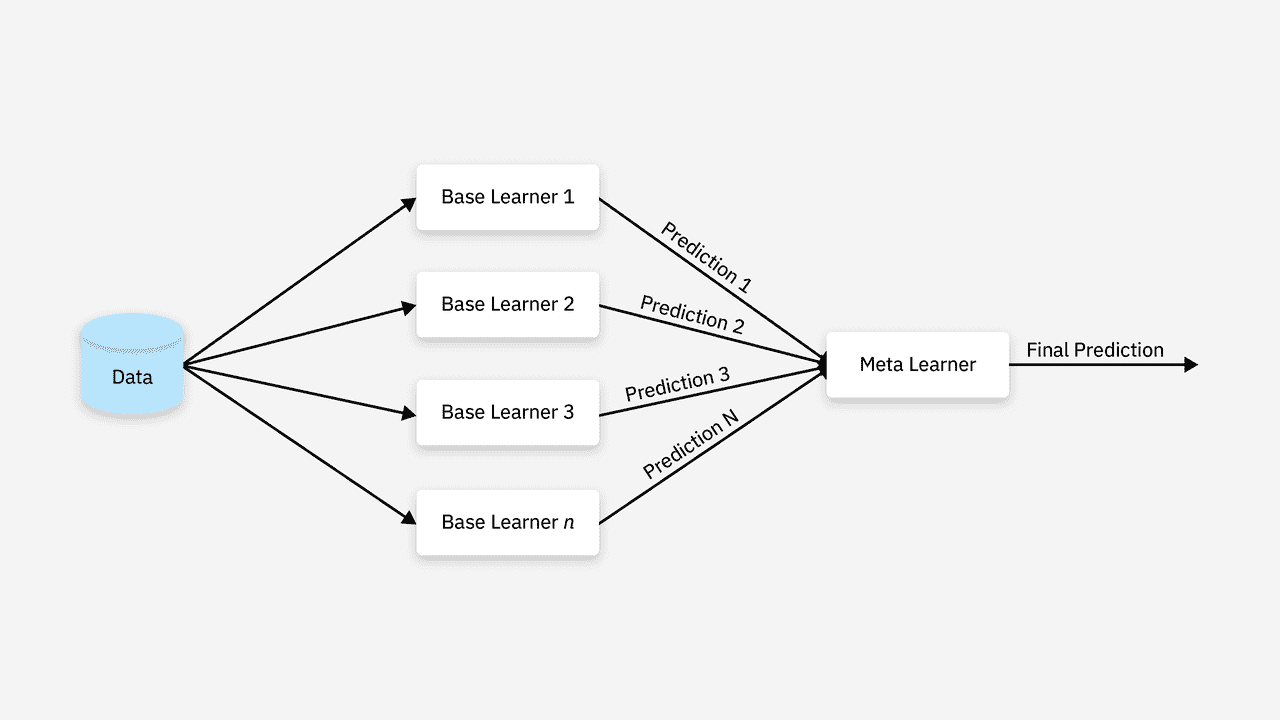 Data
Base Learner 1
Base Learner 2
Base Learner 3
Base Learner n
Prediction 1
Prediction 2
Prediction 3
Prediction N
Meta Learner
Final Prediction